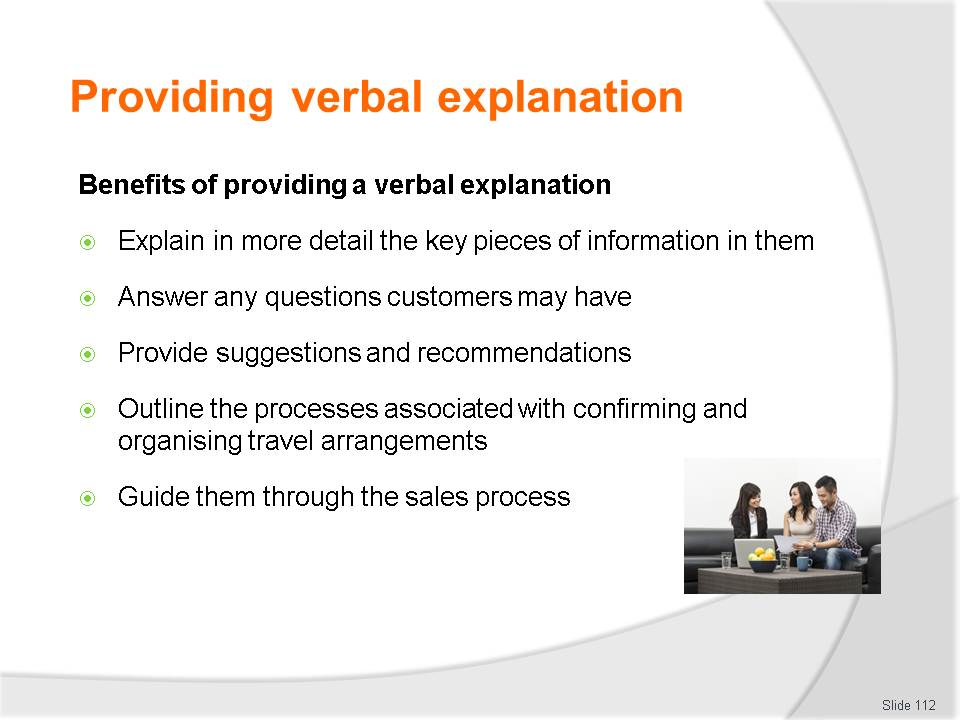 Providing verbal explanation
Benefits of providing a verbal explanation
Explain in more detail the key pieces of information in them
Answer any questions customers may have
Provide suggestions and recommendations
Outline the processes associated with confirming and
organising travel arrangements
Guide them through the sales process
Slide 112